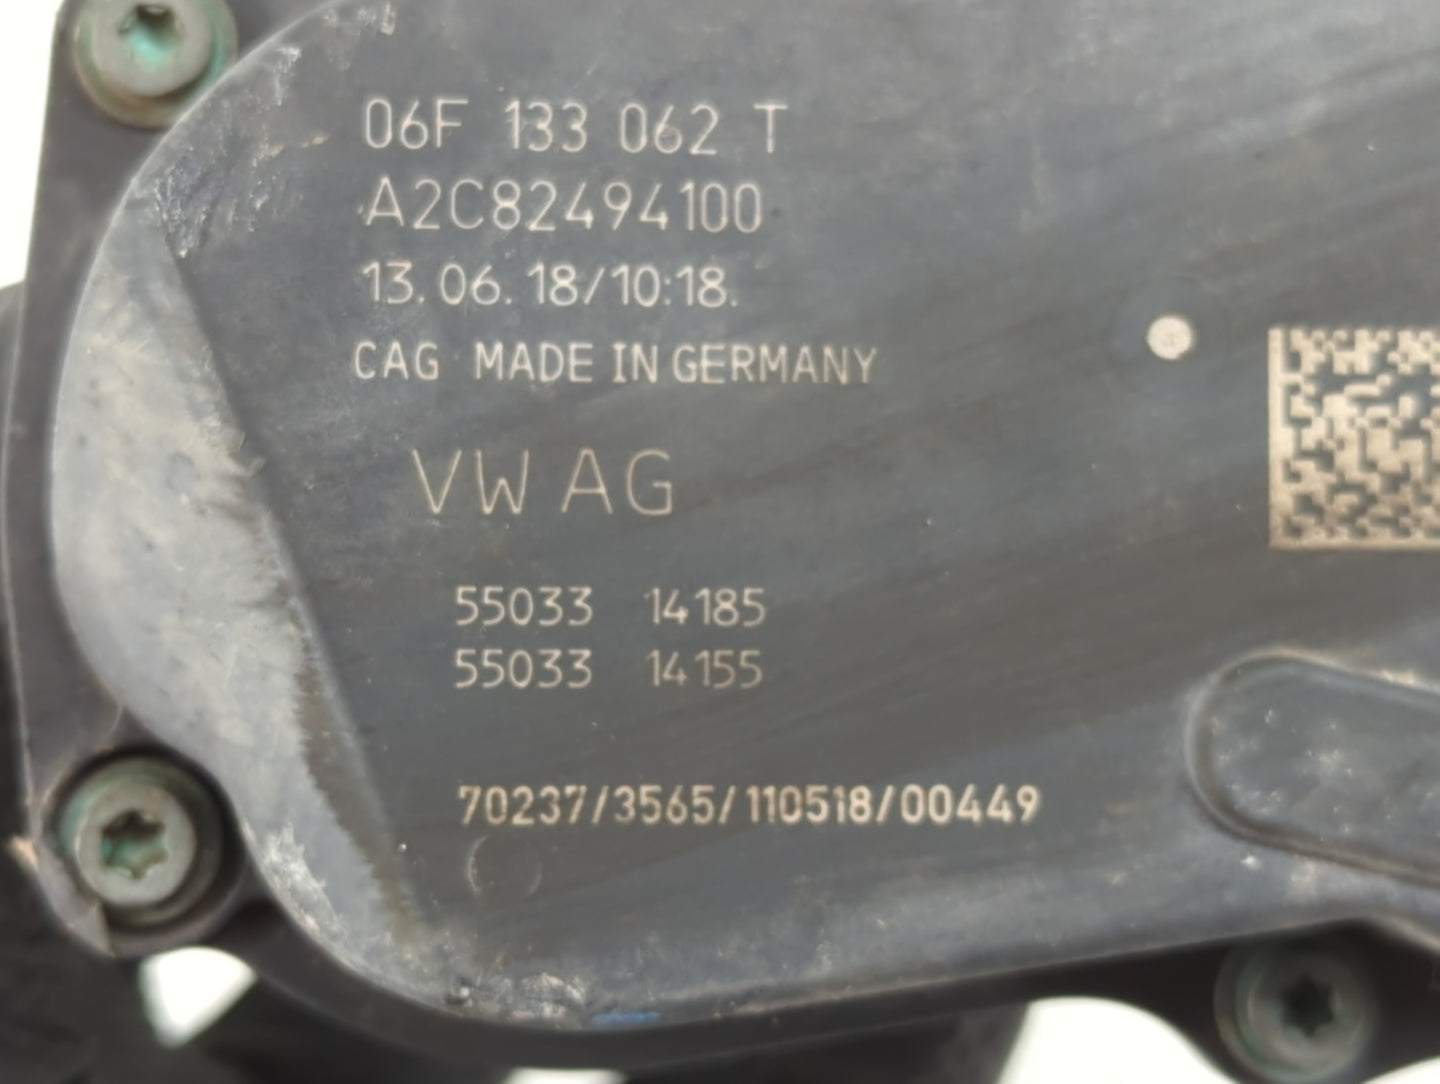 06F 133 062 T
A2C82494100
13.06.18/10:18.
CAG MADE IN GERMANY
VW AG
55033 14185
55033 14155
70237/3565/110518/00449